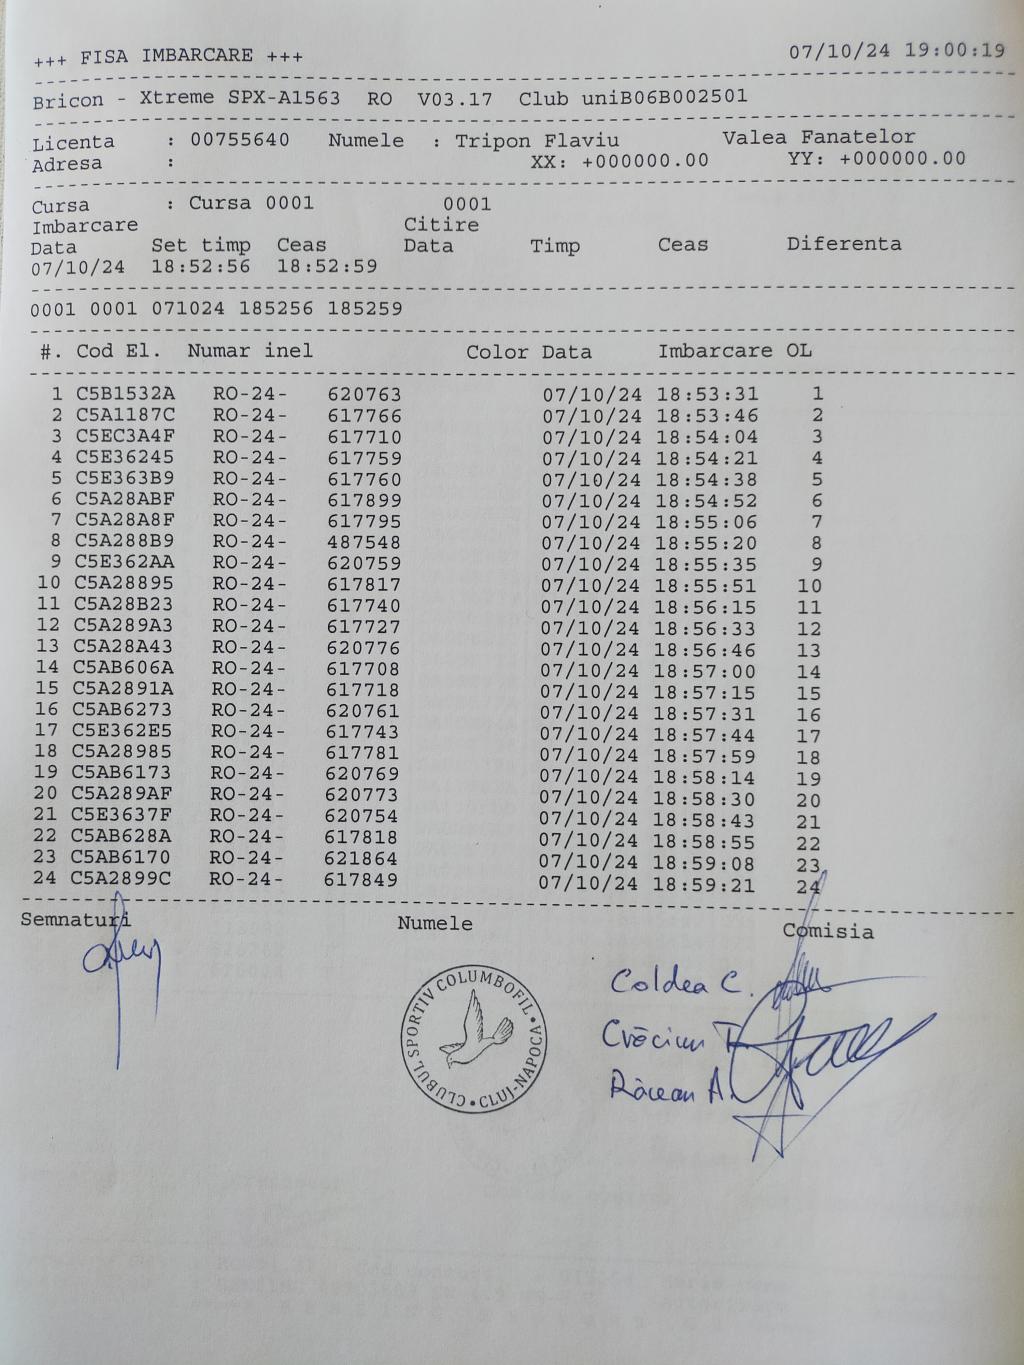 +++ FISA IMBARCARE +++ 07/10/24 19:00:19
Bricon - Xtreme SPX-A1563 RO V03.17 Club uniB06B002501
Licenta : 00755640 Numele : Tripon Flaviu Valea Fanatelor
Adresa : XX: +000000.00 YY: +000000.00
Cursa : Cursa 0001 0001
Imbarcare Citire
Data Set timp Ceas Data Timp Ceas Diferenta
07/10/24 18:52:56 18:52:59
0001 0001 071024 185256 185259
#. Cod El. Numar inel Color Data Imbarcare OL
1 C5B1532A RO-24- 620763 07/10/24 18:53:31 1
2 C5A1187C RO-24- 617766 07/10/24 18:53:46 2
3 C5EC3A4F RO-24- 617710 07/10/24 18:54:04 3
4 C5E36245 RO-24- 617759 07/10/24 18:54:21 4
5 C5E363B9 RO-24- 617760 07/10/24 18:54:38 5
6 C5A28ABF RO-24- 617899 07/10/24 18:54:52 6
7 C5A28A8F RO-24- 617795 07/10/24 18:55:06 7
8 C5A288B9 RO-24- 487548 07/10/24 18:55:20 8
9 C5E362AA RO-24- 620759 07/10/24 18:55:35 9
10 C5A28895 RO-24- 617817 07/10/24 18:55:51 10
11 C5A28B23 RO-24- 617740 07/10/24 18:56:15 11
12 C5A289A3 RO-24- 617727 07/10/24 18:56:33 12
13 C5A28A43 RO-24- 620776 07/10/24 18:56:46 13
14 C5AB606A RO-24- 617708 07/10/24 18:57:00 14
15 C5A2891A RO-24- 617718 07/10/24 18:57:15 15
16 C5AB6273 RO-24- 620761 07/10/24 18:57:31 16
17 C5E362E5 RO-24- 617743 07/10/24 18:57:44 17
18 C5A28985 RO-24- 617781 07/10/24 18:57:59 18
19 C5AB6173 RO-24- 620769 07/10/24 18:58:14 19
20 C5A289AF RO-24- 620773 07/10/24 18:58:30 20
21 C5E3637F RO-24- 620754 07/10/24 18:58:43 21
22 C5AB628A RO-24- 617818 07/10/24 18:58:55 22
23 C5AB6170 RO-24- 621864 07/10/24 18:59:08 23
24 C5A2899C RO-24- 617849 07/10/24 18:59:21 24
Semnaturi Numele Comisia
CLUBUL SPORTIV COLUMBOFIL • CLUJ-NAPOCA •
Coldea C.